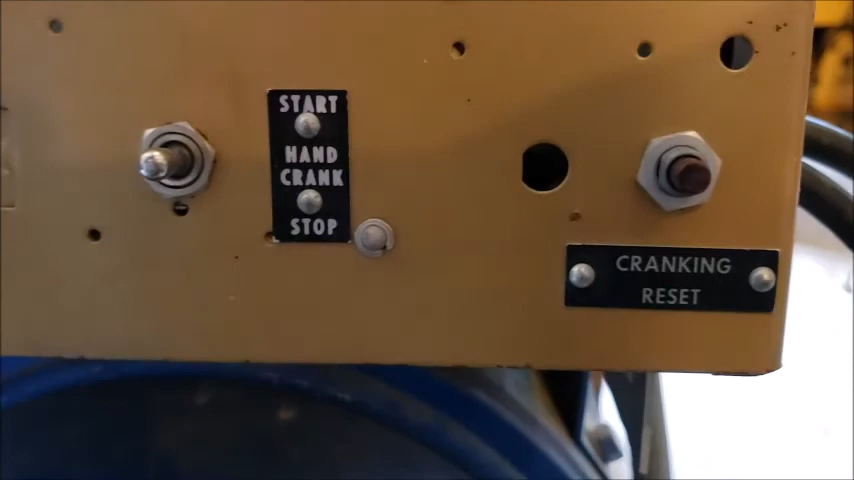 START
HAND
CRANK
STOP
CRANKING
RESET